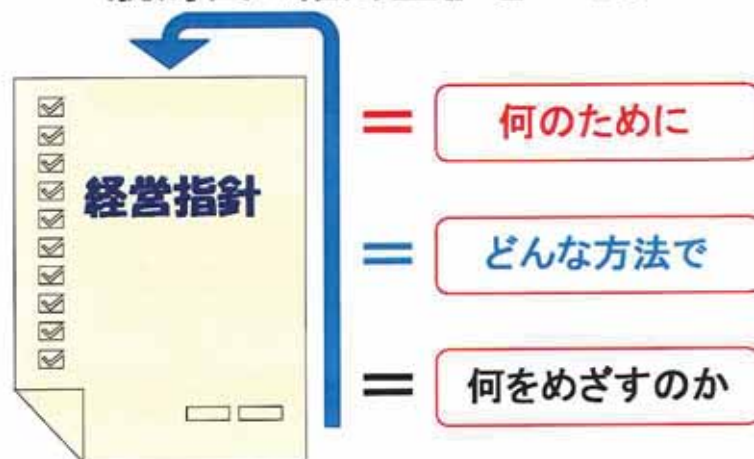 経営指針
= 何のために
= どんな方法で
= 何をめざすのか